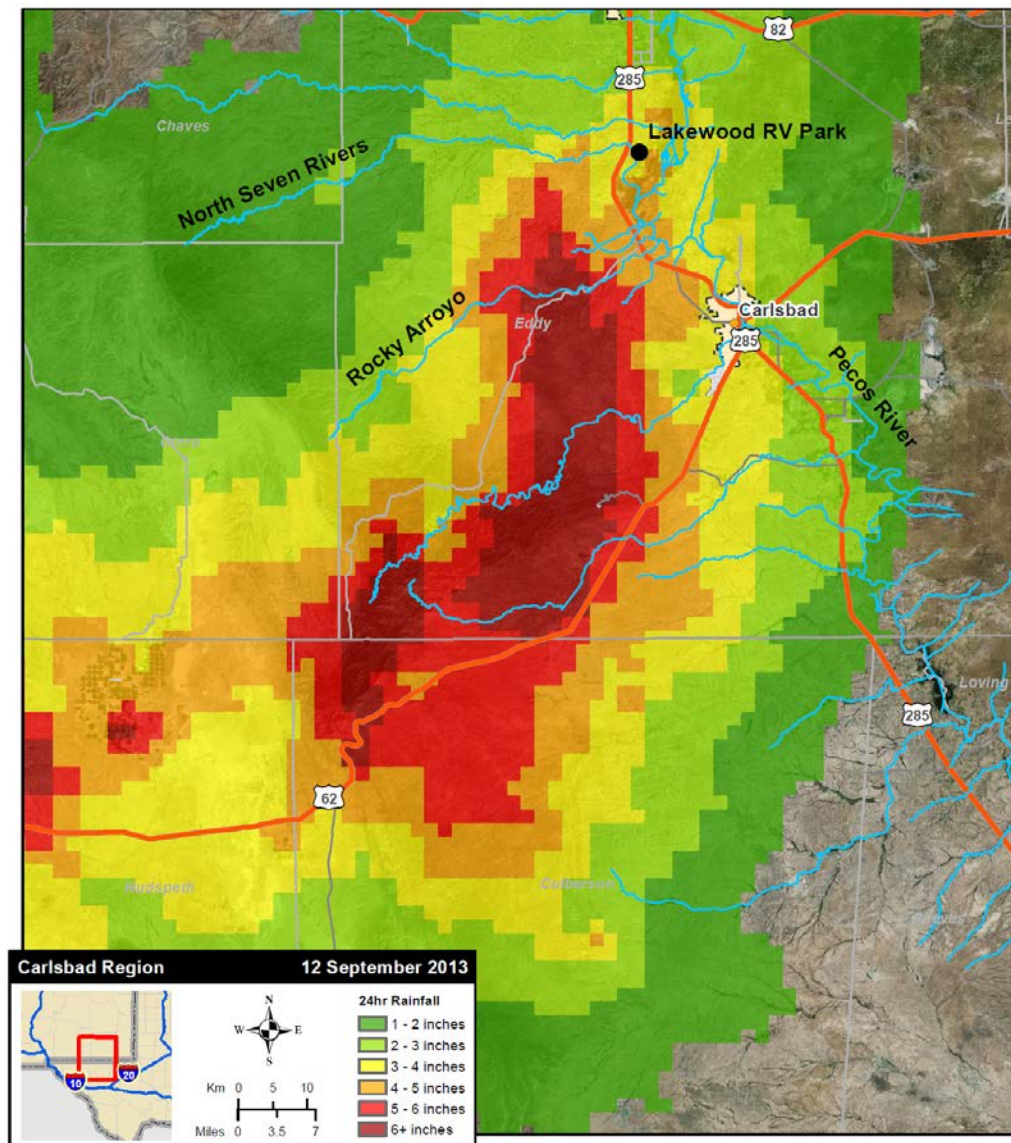 82
285
Chaves
Lakewood RV Park
North Seven Rivers
Rocky Arroyo
Eddy
Carlsbad
285
Pecos River
Loving
285
62
Hudspeth
Culberson
Carlsbad Region 12 September 2013
10
20
N
W E
S
Km 0 5 10
Miles 0 3.5 7
24hr Rainfall
1 - 2 inches
2 - 3 inches
3 - 4 inches
4 - 5 inches
5 - 6 inches
6+ inches